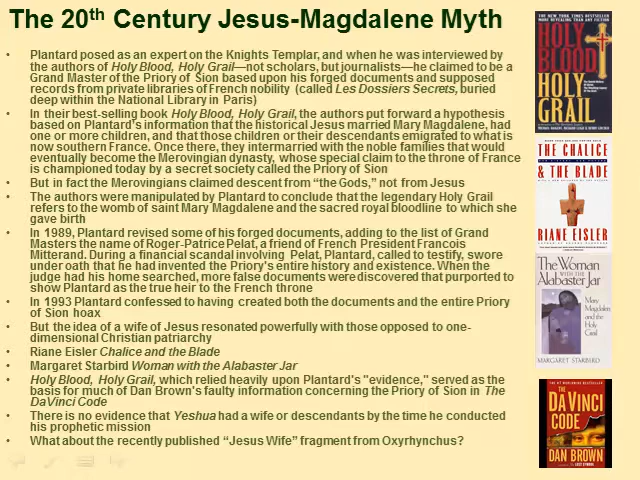 The 20th Century Jesus-Magdalene Myth
• Plantard posed as an expert on the Knights Templar, and when he was interviewed by
the authors of Holy Blood, Holy Grail—not scholars, but journalists—he claimed to be a
Grand Master of the Priory of Sion based upon his forged documents and supposed
records from private libraries of French nobility (called Les Dossiers Secrets, buried
deep within the National Library in Paris)
• In their best-selling book Holy Blood, Holy Grail, the authors put forward a hypothesis
based on Plantard's information that the historical Jesus married Mary Magdalene, had
one or more children, and that those children or their descendants emigrated to what is
now southern France. Once there, they intermarried with the noble families that would
eventually become the Merovingian dynasty, whose special claim to the throne of France
is championed today by a secret society called the Priory of Sion
• But in fact the Merovingians claimed descent from “the Gods,” not from Jesus
• The authors were manipulated by Plantard to conclude that the legendary Holy Grail
refers to the womb of saint Mary Magdalene and the sacred royal bloodline to which she
gave birth
• In 1989, Plantard revised some of his forged documents, adding to the list of Grand
Masters the name of Roger-Patrice Pelat, a friend of French President Francois
Mitterand. During a financial scandal involving Pelat, Plantard, called to testify, swore
under oath that he had invented the Priory's entire history and existence. When the
judge had his home searched, more false documents were discovered that purported to
show Plantard as the true heir to the French throne
• In 1993 Plantard confessed to having created both the documents and the entire Priory
of Sion hoax
• But the idea of a wife of Jesus resonated powerfully with those opposed to one-
dimensional Christian patriarchy
• Riane Eisler Chalice and the Blade
• Margaret Starbird Woman with the Alabaster Jar
• Holy Blood, Holy Grail, which relied heavily upon Plantard's "evidence," served as the
basis for much of Dan Brown's faulty information concerning the Priory of Sion in The
DaVinci Code
• There is no evidence that Yeshua had a wife or descendants by the time he conducted
his prophetic mission
• What about the recently published “Jesus Wife” fragment from Oxyrhynchus?
HOLY
BLOOD
HOLY
GRAIL
THE CHALICE
& THE BLADE
RIANE EISLER
The Woman
WITH THE
Alabaster Jar
Mary
Magdalen
and the
Holy
Grail
MARGARET STARBIRD
THE
DA VINCI
CODE
DAN BROWN